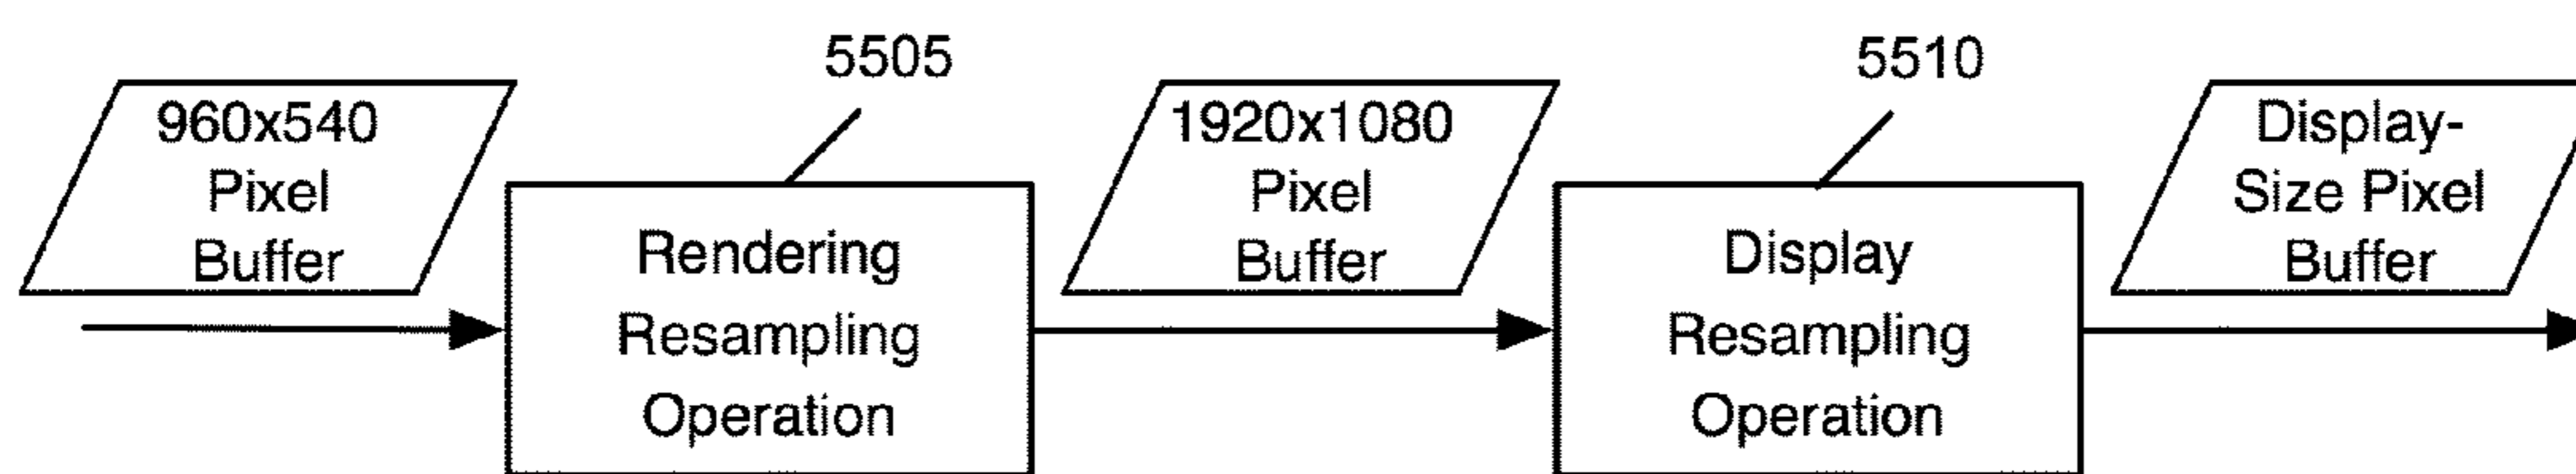 5505
5510
960x540
Pixel
Buffer
1920x1080
Pixel
Buffer
Display-
Size Pixel
Buffer
Rendering
Resampling
Operation
Display
Resampling
Operation